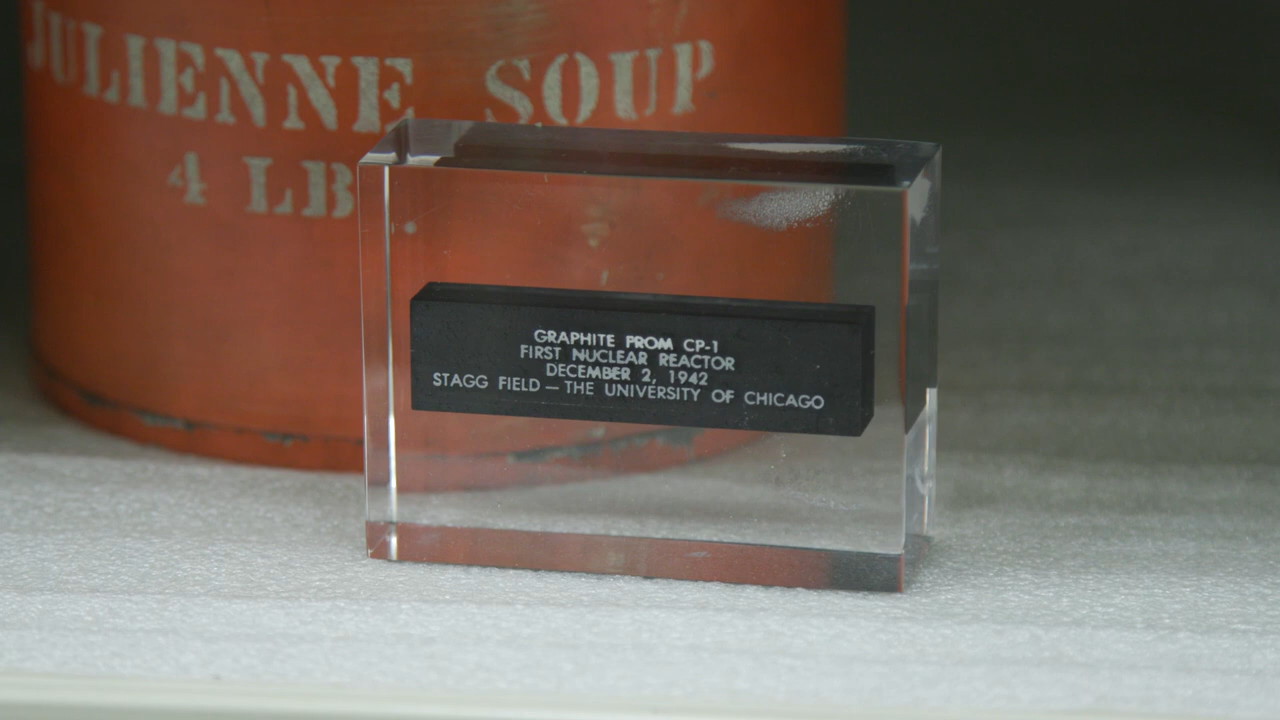 JULIENNE SOUP
4 LB
GRAPHITE FROM CP-1
FIRST NUCLEAR REACTOR
DECEMBER 2, 1942
STAGG FIELD — THE UNIVERSITY OF CHICAGO